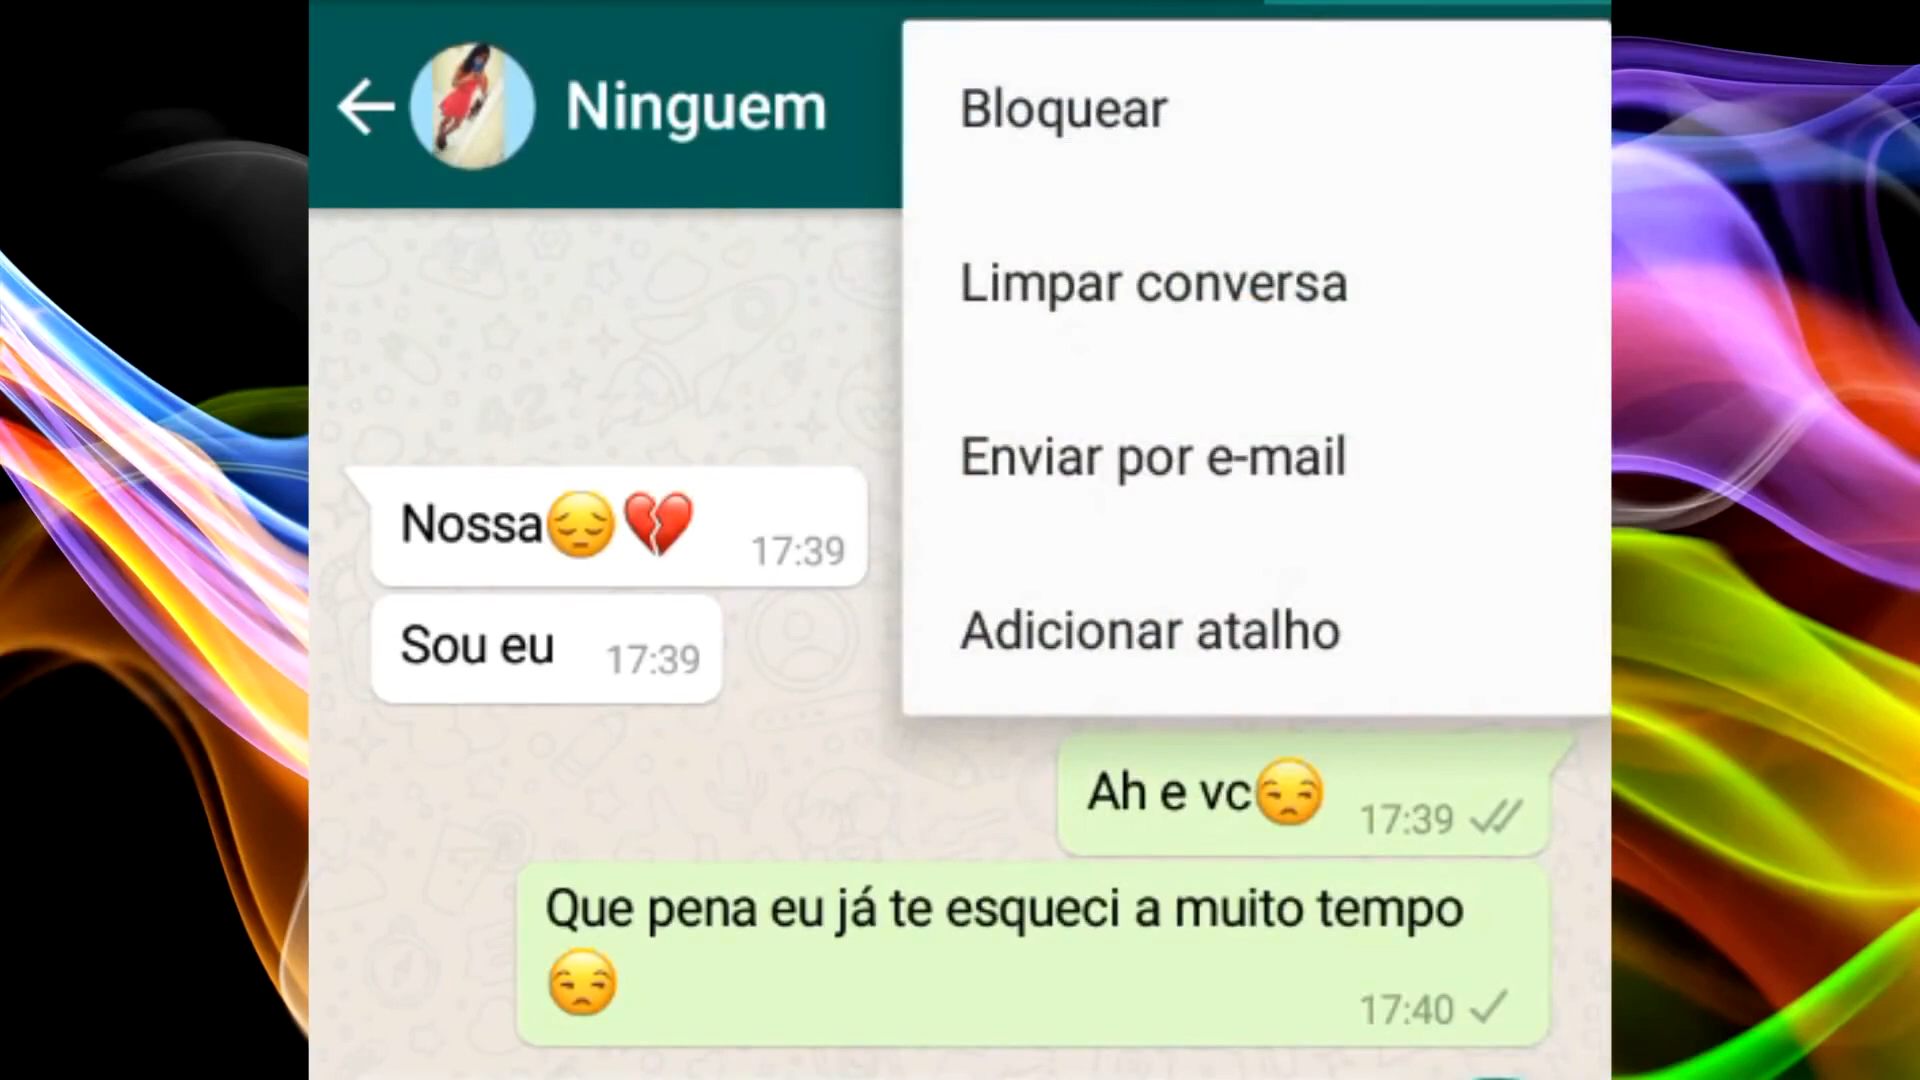 Ninguem
Bloquear
Limpar conversa
Enviar por e-mail
Adicionar atalho
Nossa😔💔 17:39
Sou eu 17:39
Ah e vc😒 17:39
Que pena eu já te esqueci a muito tempo
😒 17:40